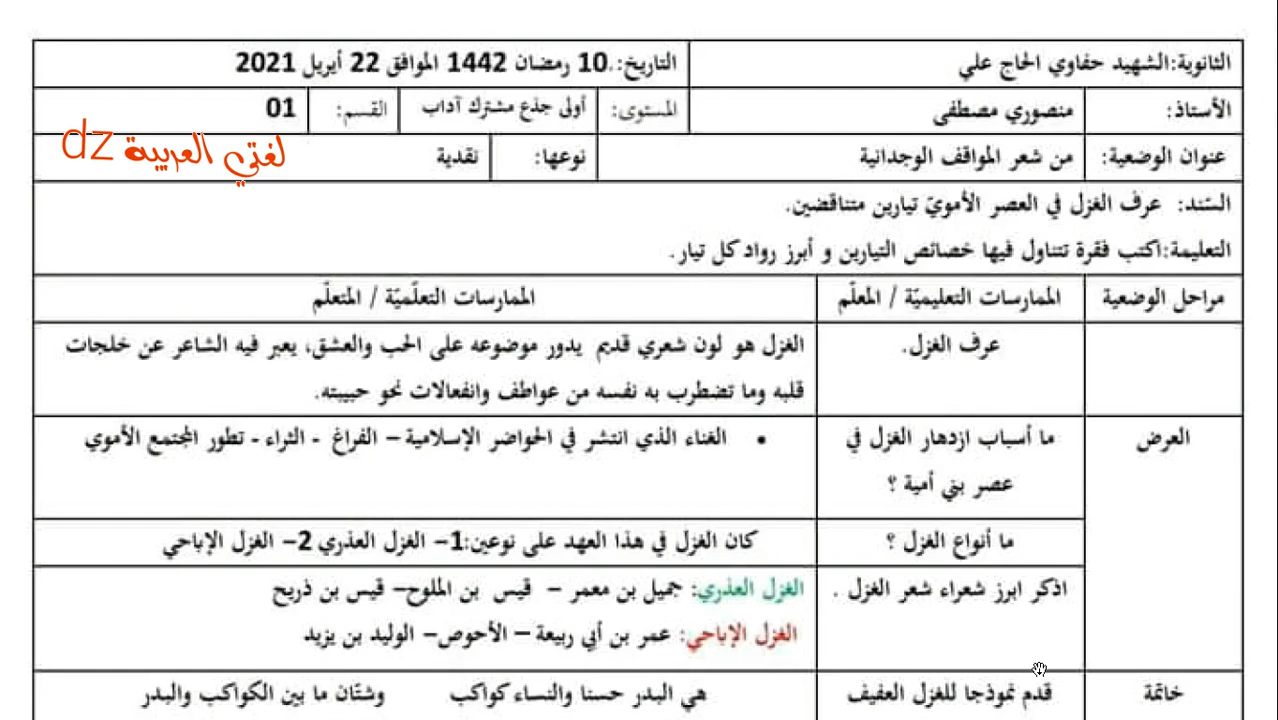 الثانوية:الشهيد حفاوي الحاج علي
التاريخ:.10 رمضان 1442 الموافق 22 أبريل 2021
الأستاذ: منصوري مصطفى
المستوى: أولى جذع مشترك آداب
القسم: 01
عنوان الوضعية: من شعر المواقف الوجدانية
نوعها: نقدية
لغتي العربية dz
السّند: عرف الغزل في العصر الأمويّ تيارين متناقضين.
التعليمة:اكتب فقرة تتناول فيها خصائص التيارين و أبرز رواد كل تيار.
مراحل الوضعية
الممارسات التعليميّة / المعلّم
الممارسات التعلّميّة / المتعلّم
عرف الغزل.
الغزل هو لون شعري قديم يدور موضوعه على الحب والعشق، يعبر فيه الشاعر عن خلجات
قلبه وما تضطرب به نفسه من عواطف وانفعالات نحو حبيبته.
العرض
ما أسباب ازدهار الغزل في
عصر بني أمية ؟
• الغناء الذي انتشر في الحواضر الإسلامية – الفراغ - الثراء - تطور المجتمع الأموي
ما أنواع الغزل ؟
كان الغزل في هذا العهد على نوعين:1– الغزل العذري 2– الغزل الإباحي
اذكر ابرز شعراء شعر الغزل .
الغزل العذري: جميل بن معمر – قيس بن الملوح– قيس بن ذريح
الغزل الإباحي: عمر بن أبي ربيعة – الأحوص– الوليد بن يزيد
خاتمة
قدم نموذجا للغزل العفيف
هي البدر حسنا والنساء كواكب وشتّان ما بين الكواكب والبدر